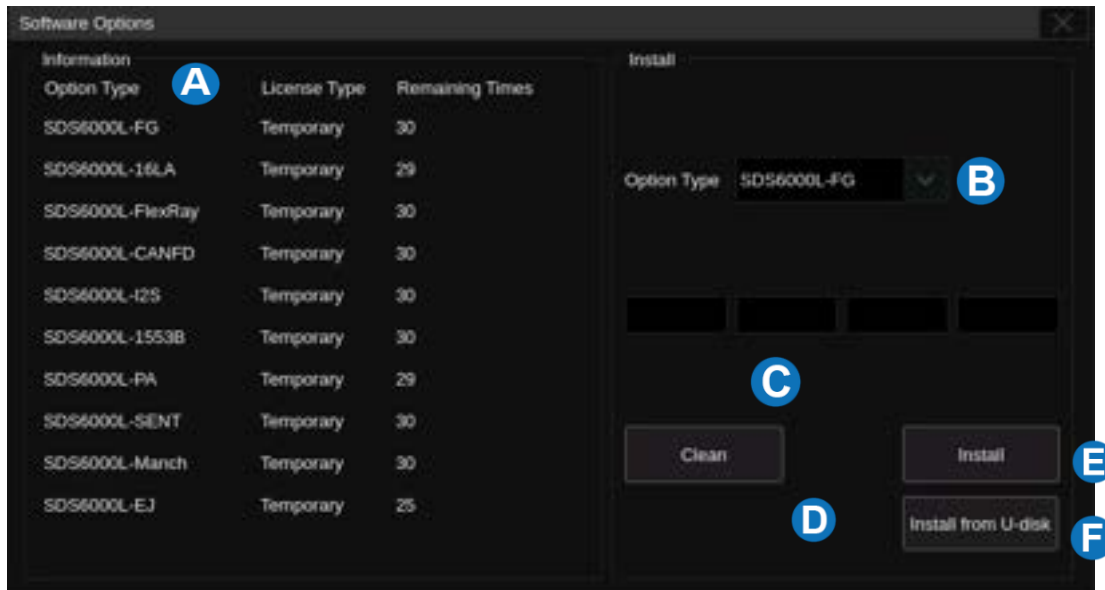 Software Options
Information
Option Type A License Type Remaining Times
SDS6000L-FG Temporary 30
SDS6000L-16LA Temporary 29
SDS6000L-FlexRay Temporary 30
SDS6000L-CANFD Temporary 30
SDS6000L-I2S Temporary 30
SDS6000L-1553B Temporary 30
SDS6000L-PA Temporary 29
SDS6000L-SENT Temporary 30
SDS6000L-Manch Temporary 30
SDS6000L-EJ Temporary 25
Install
Option Type SDS6000L-FG B
C
Clean Install E
D
Install from U-disk F